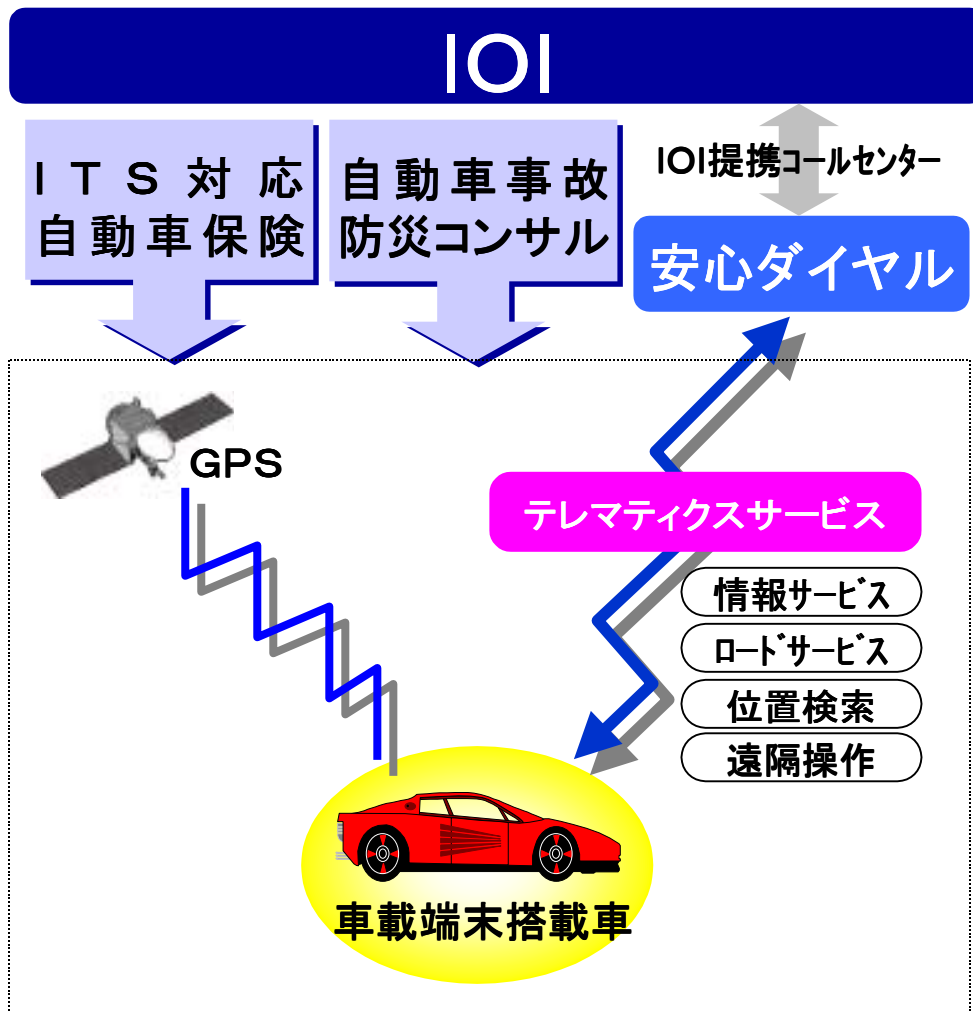 IOI
ＩＴＳ対応
自動車保険
自動車事故
防災コンサル
IOI提携コールセンター
安心ダイヤル
GPS
テレマティクスサービス
情報サービス
ロードサービス
位置検索
遠隔操作
車載端末搭載車